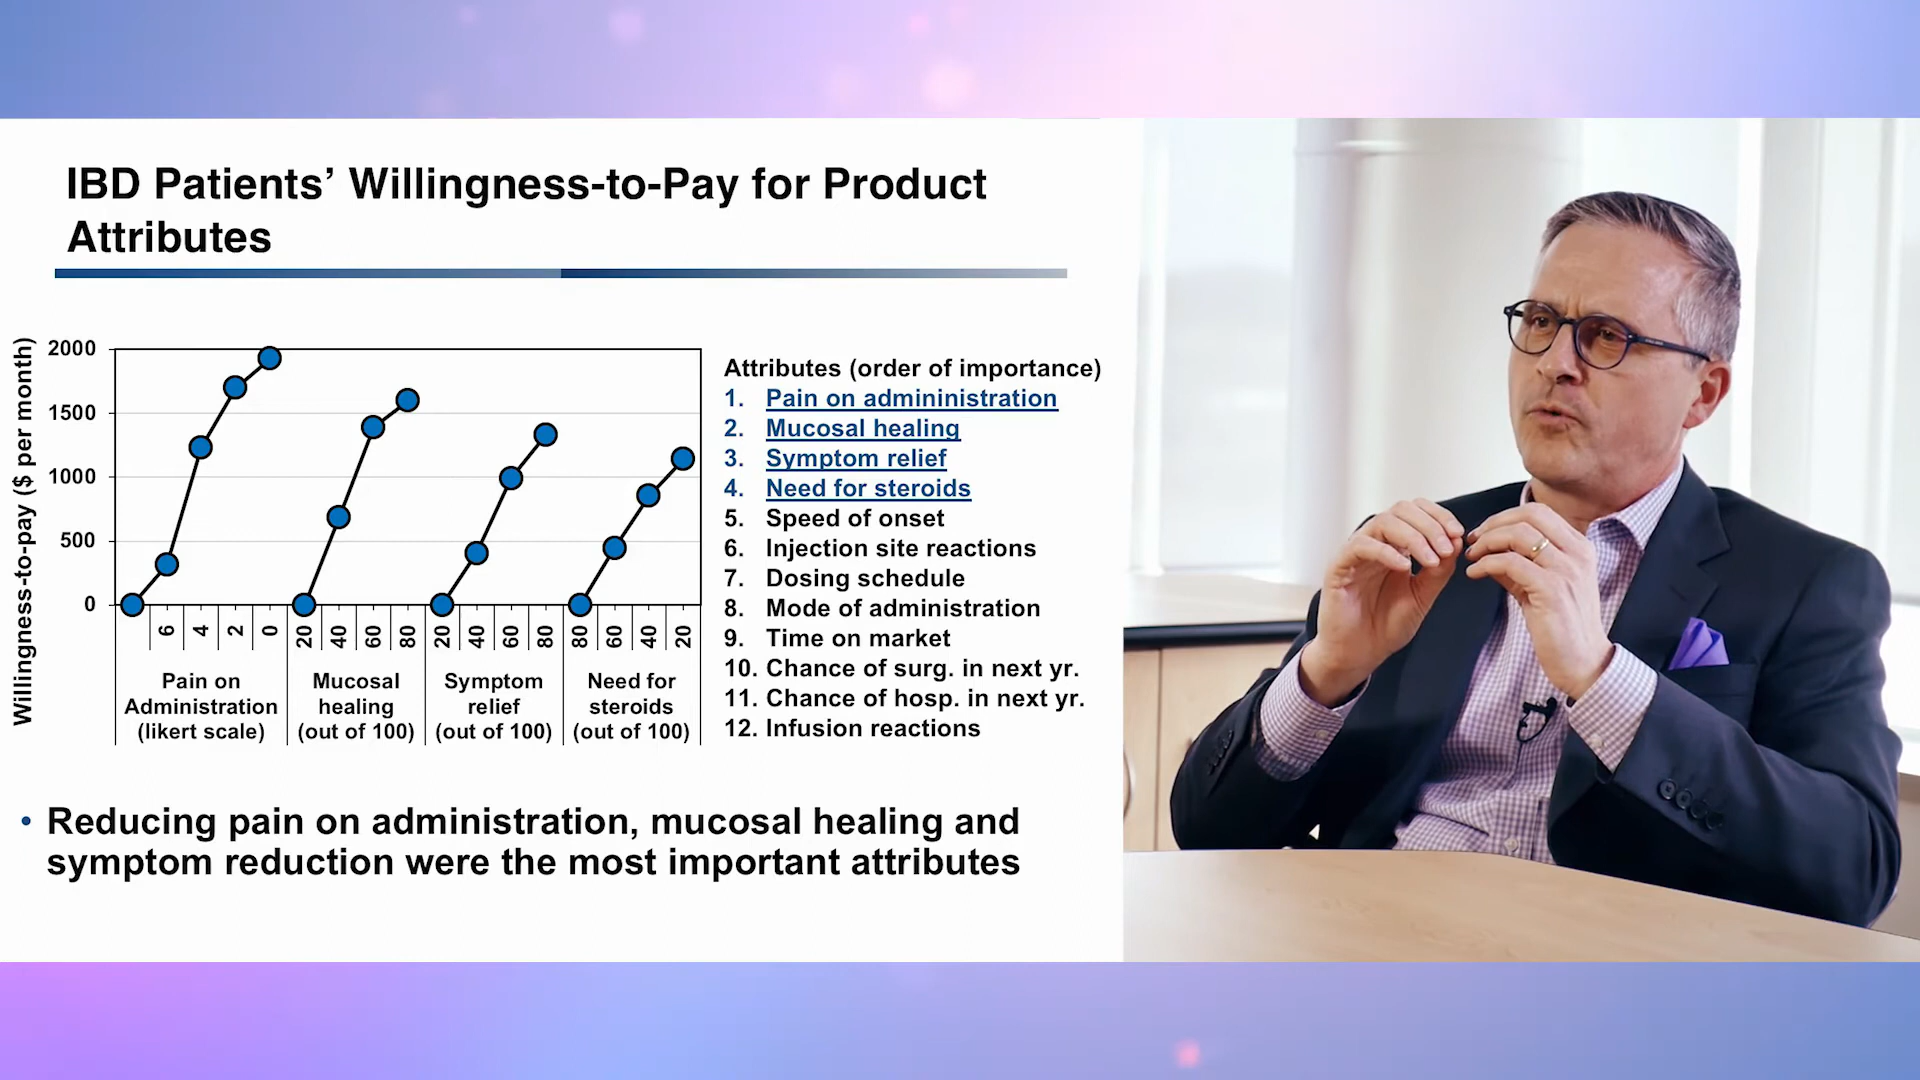 IBD Patients’ Willingness-to-Pay for Product
Attributes
Willingness-to-pay ($ per month)
2000
1500
1000
500
0
6
4
2
0
20
40
60
80
20
40
60
80
80
60
40
20
Pain on
Administration
(likert scale)
Mucosal
healing
(out of 100)
Symptom
relief
(out of 100)
Need for
steroids
(out of 100)
Attributes (order of importance)
1. Pain on admininistration
2. Mucosal healing
3. Symptom relief
4. Need for steroids
5. Speed of onset
6. Injection site reactions
7. Dosing schedule
8. Mode of administration
9. Time on market
10. Chance of surg. in next yr.
11. Chance of hosp. in next yr.
12. Infusion reactions
• Reducing pain on administration, mucosal healing and
symptom reduction were the most important attributes